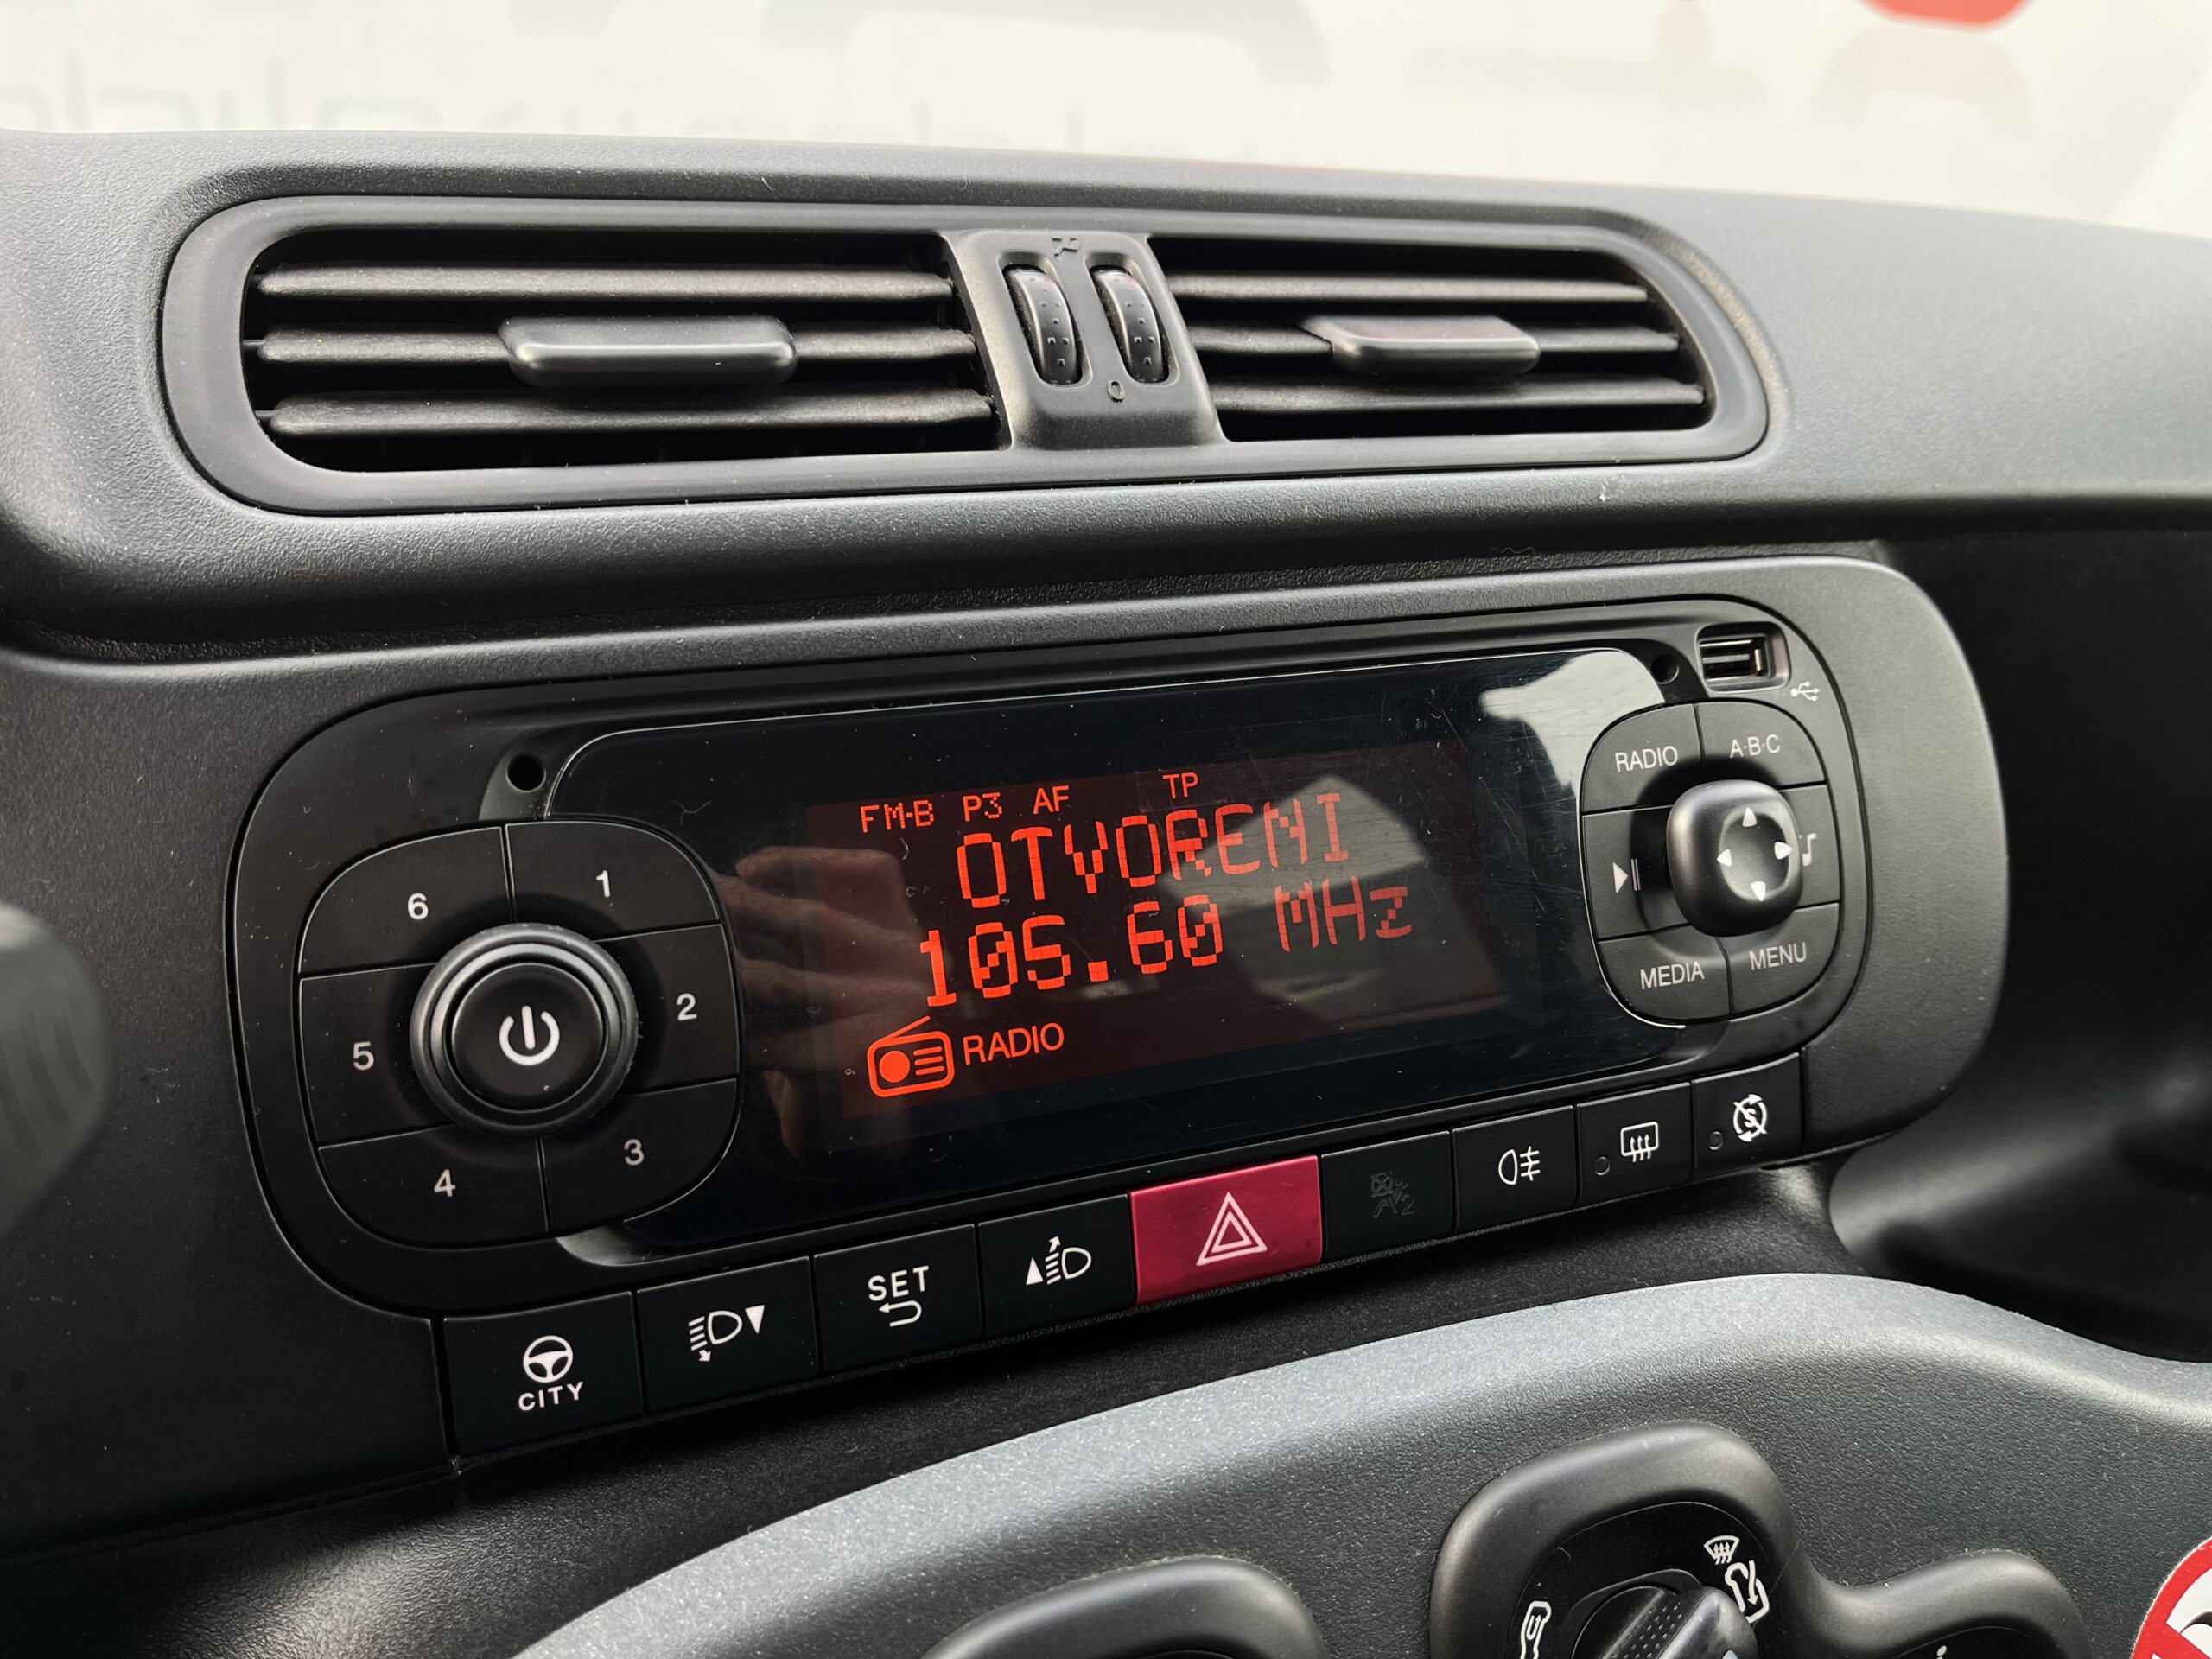 0
RADIO
A·B·C
FM-B P3 AF TP
OTVORENI
105.60 MHz
RADIO
6
1
5
2
4
3
MEDIA
MENU
CITY
SET
S